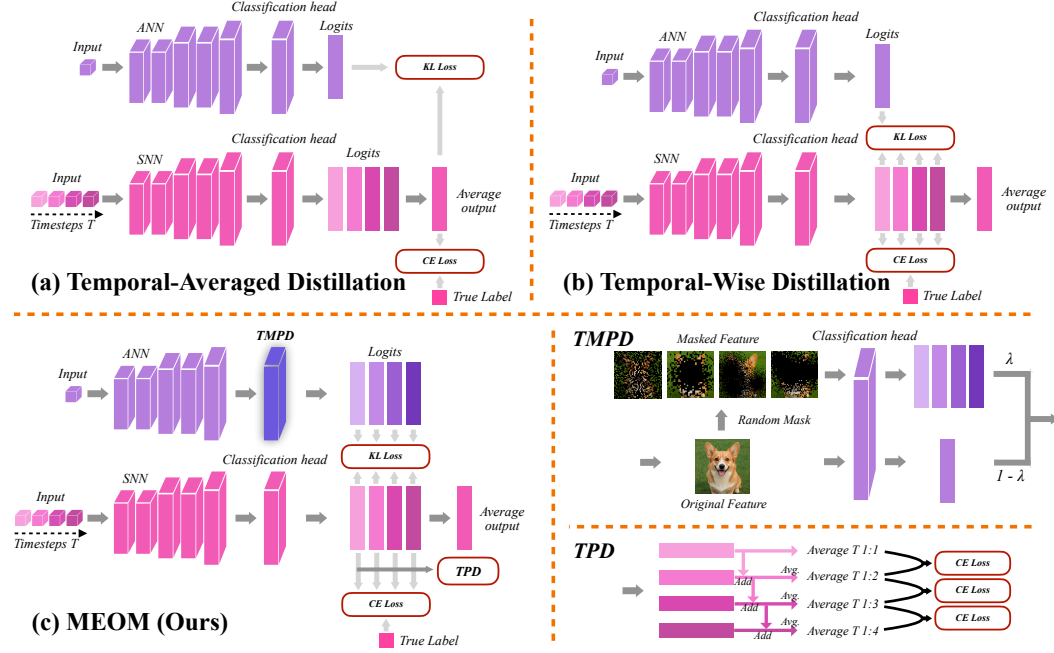 Classification head
ANN
Logits
Input
KL Loss
Classification head
SNN
Logits
Input
Timesteps T
Average
output
CE Loss
True Label
(a) Temporal-Averaged Distillation
Classification head
ANN
Logits
Input
KL Loss
Classification head
SNN
Input
Timesteps T
Average
output
CE Loss
True Label
(b) Temporal-Wise Distillation
TMPD
ANN
Logits
Input
KL Loss
Classification head
SNN
Input
Timesteps T
Average
output
TPD
CE Loss
True Label
(c) MEOM (Ours)
TMPD
Masked Feature
Classification head
λ
Random Mask
Original Feature
1 - λ
TPD
Average T 1:1
CE Loss
Add
Avg.
Average T 1:2
CE Loss
Add
Avg.
Average T 1:3
CE Loss
Add
Avg.
Average T 1:4